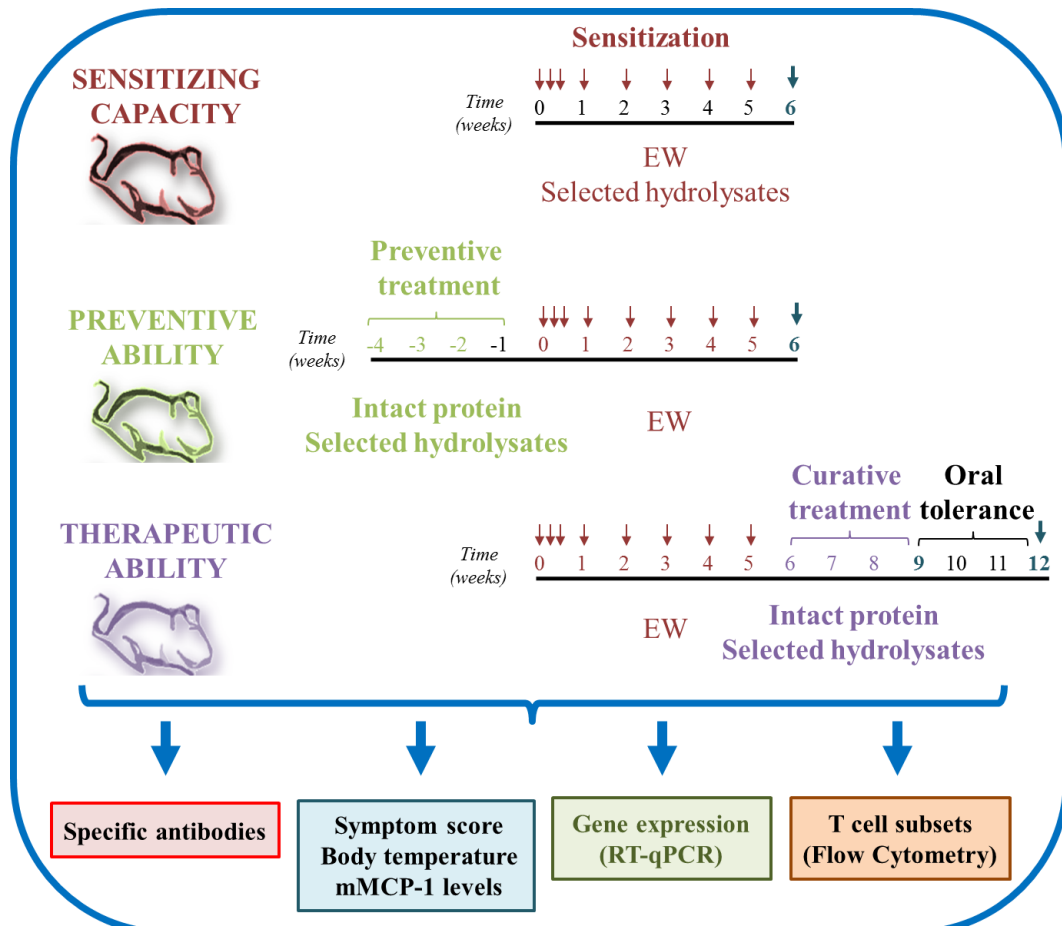 Sensitization
SENSITIZING
CAPACITY
Time
(weeks)
0 1 2 3 4 5 6
EW
Selected hydrolysates
Preventive
treatment
PREVENTIVE
ABILITY
Time
(weeks)
-4 -3 -2 -1 0 1 2 3 4 5 6
Intact protein
Selected hydrolysates
EW
Curative
treatment
Oral
tolerance
THERAPEUTIC
ABILITY
Time
(weeks)
0 1 2 3 4 5 6 7 8 9 10 11 12
EW
Intact protein
Selected hydrolysates
Specific antibodies
Symptom score
Body temperature
mMCP-1 levels
Gene expression
(RT-qPCR)
T cell subsets
(Flow Cytometry)